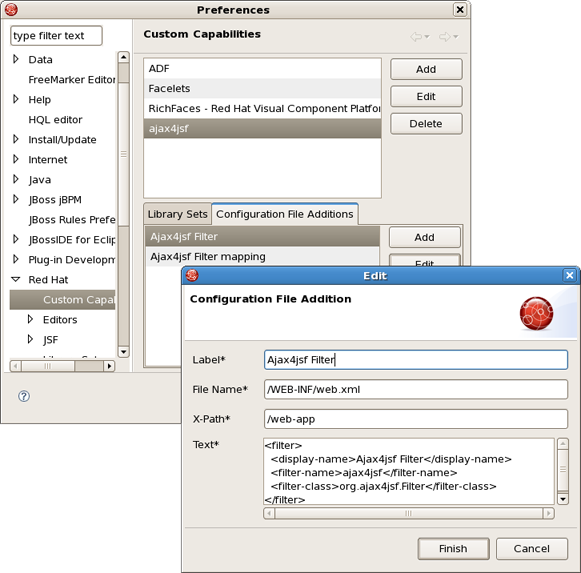 Preferences
type filter text
Data
FreeMarker Editor
Help
HQL editor
Install/Update
Internet
Java
JBoss jBPM
JBoss Rules Prefe
JBossIDE for Eclip
Plug-in Developm
Red Hat
Custom Capal
Editors
JSF
Custom Capabilities
ADF
Facelets
RichFaces - Red Hat Visual Component Platfor
ajax4jsf
Add
Edit
Delete
Library Sets
Configuration File Additions
Ajax4jsf Filter
Ajax4jsf Filter mapping
Add
Edit
Edit
Configuration File Addition
Label*
Ajax4jsf Filter
File Name*
/WEB-INF/web.xml
X-Path*
/web-app
Text*
<filter>
<display-name>Ajax4jsf Filter</display-name>
<filter-name>ajax4jsf</filter-name>
<filter-class>org.ajax4jsf.Filter</filter-class>
</filter>
Finish
Cancel